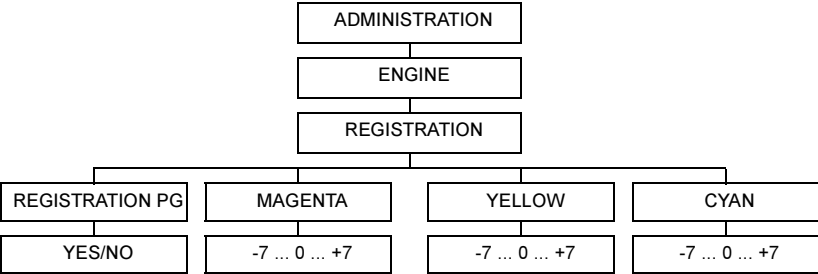 ADMINISTRATION
ENGINE
REGISTRATION
REGISTRATION PG
MAGENTA
YELLOW
CYAN
YES/NO
-7 ... 0 ... +7
-7 ... 0 ... +7
-7 ... 0 ... +7